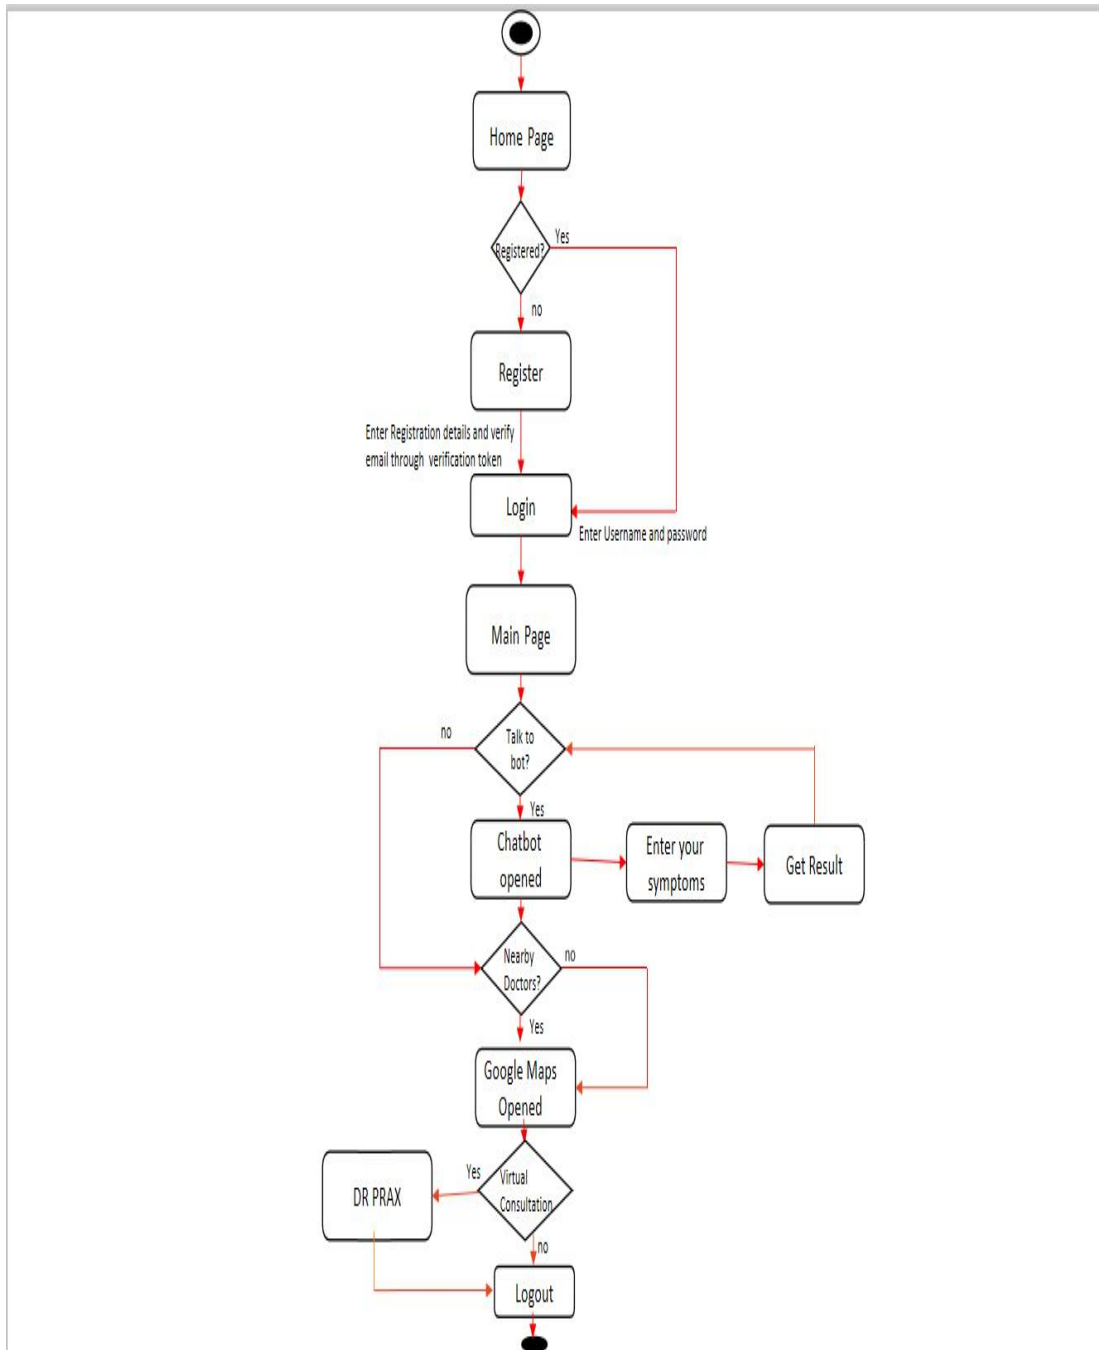 Home Page
Registered?
Yes
no
Register
Enter Registration details and verify
email through verification token
Login
Enter Username and password
Main Page
no
Talk to
bot?
Yes
Chatbot
opened
Enter your
symptoms
Get Result
Nearby
Doctors?
no
Yes
Google Maps
Opened
Yes
Virtual
Consultation
DR PRAX
no
Logout